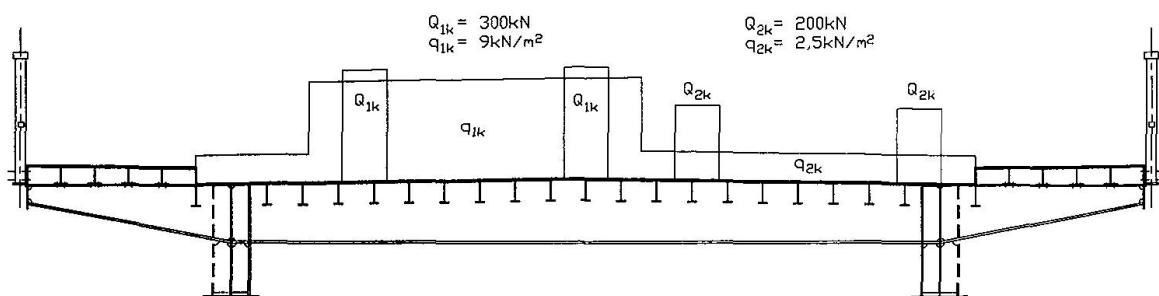 Q1k= 300kN
q1k= 9kN/m²
Q2k= 200kN
q2k= 2,5kN/m²
Q1k
q1k
Q1k
Q2k
q2k
Q2k